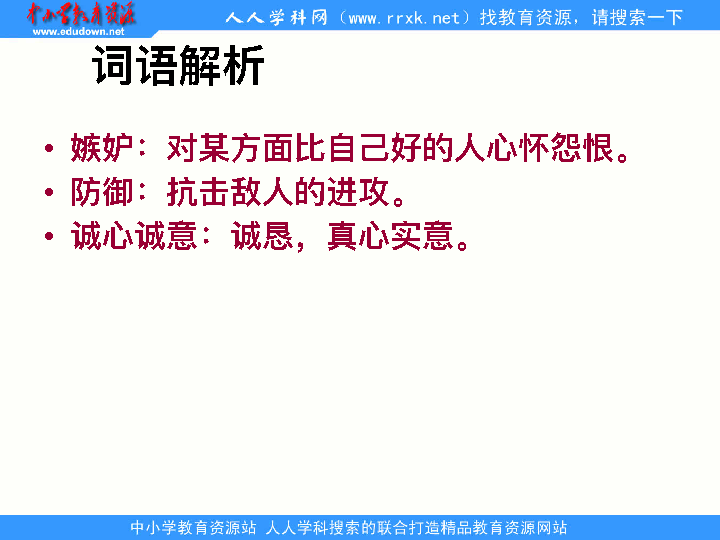 中小学教育资源
www.edudown.net
人人学科网（www.rrxk.net）找教育资源，请搜索一下
词语解析
• 嫉妒：对某方面比自己好的人心怀怨恨。
• 防御：抗击敌人的进攻。
• 诚心诚意：诚恳，真心实意。
中小学教育资源站 人人学科搜索的联合打造精品教育资源网站